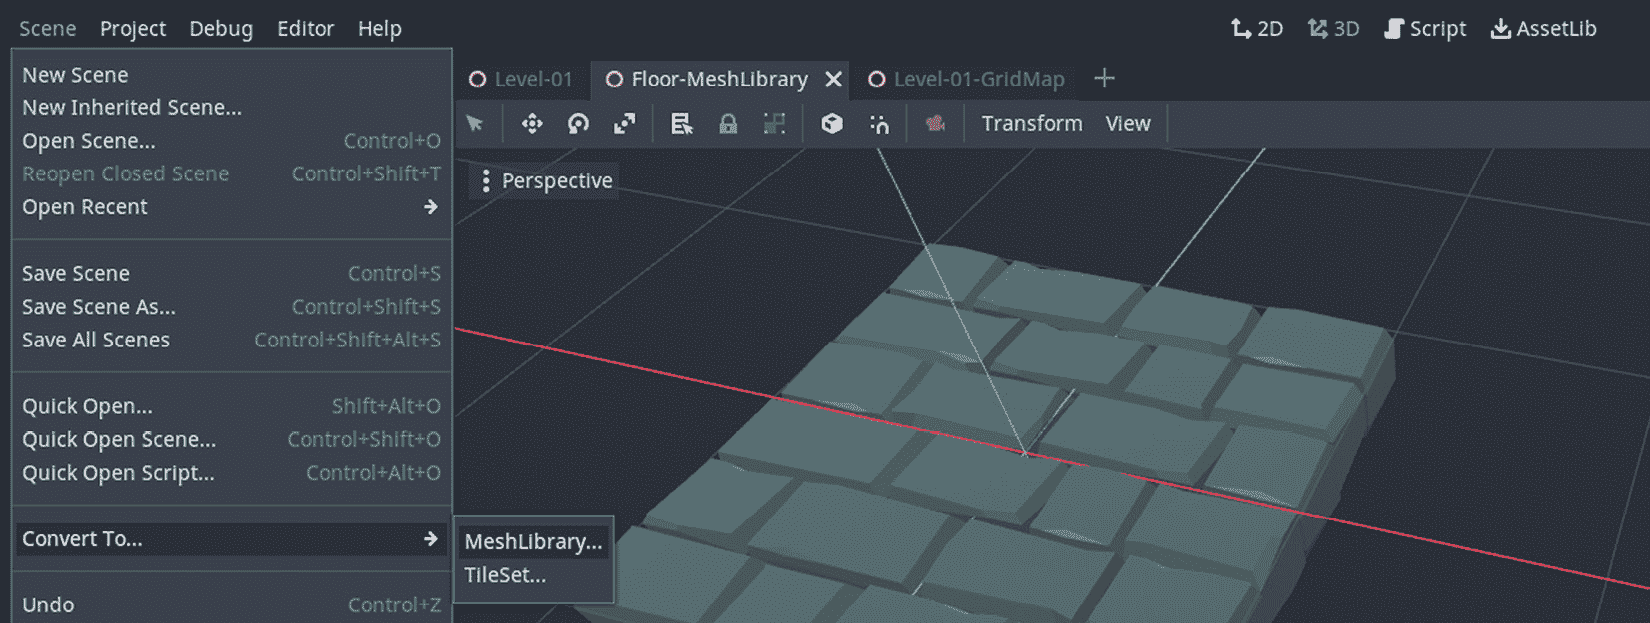 Scene Project Debug Editor Help
2D 3D Script AssetLib
New Scene
New Inherited Scene...
Open Scene... Control+O
Reopen Closed Scene Control+Shift+T
Open Recent
Save Scene Control+S
Save Scene As... Control+Shift+S
Save All Scenes Control+Shift+Alt+S
Quick Open... Shift+Alt+O
Quick Open Scene... Control+Shift+O
Quick Open Script... Control+Alt+O
Convert To...
Undo Control+Z
MeshLibrary...
TileSet...
Level-01 Floor-MeshLibrary Level-01-GridMap
Transform View
Perspective